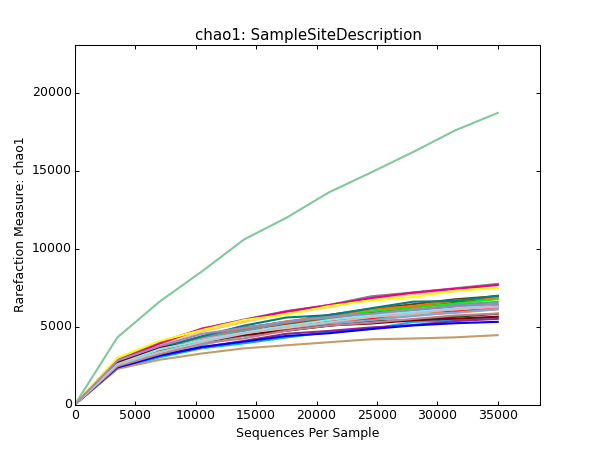 chao1: SampleSiteDescription
Rarefaction Measure: chao1
20000
15000
10000
5000
0
0 5000 10000 15000 20000 25000 30000 35000
Sequences Per Sample